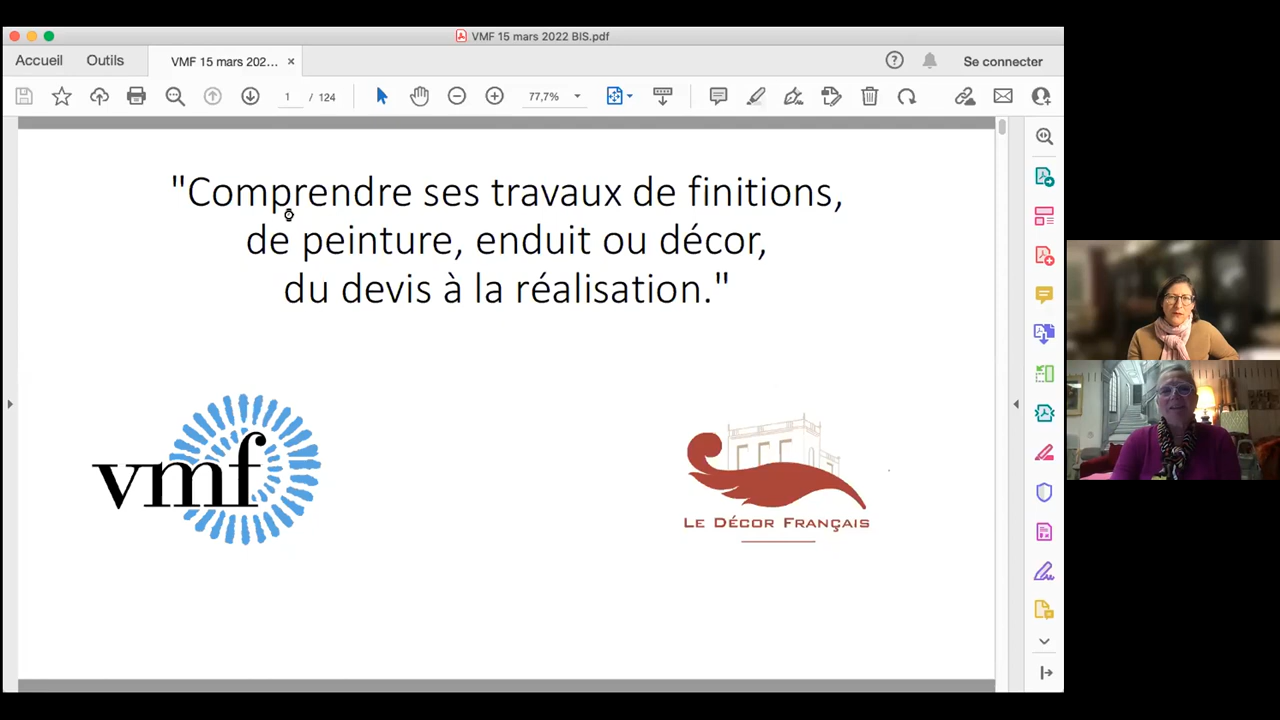 VMF 15 mars 2022 BIS.pdf
Accueil
Outils
VMF 15 mars 202...
Se connecter
1 / 124
77,7%
"Comprendre ses travaux de finitions,
de peinture, enduit ou décor,
du devis à la réalisation."
vmf
LE DÉCOR FRANÇAIS